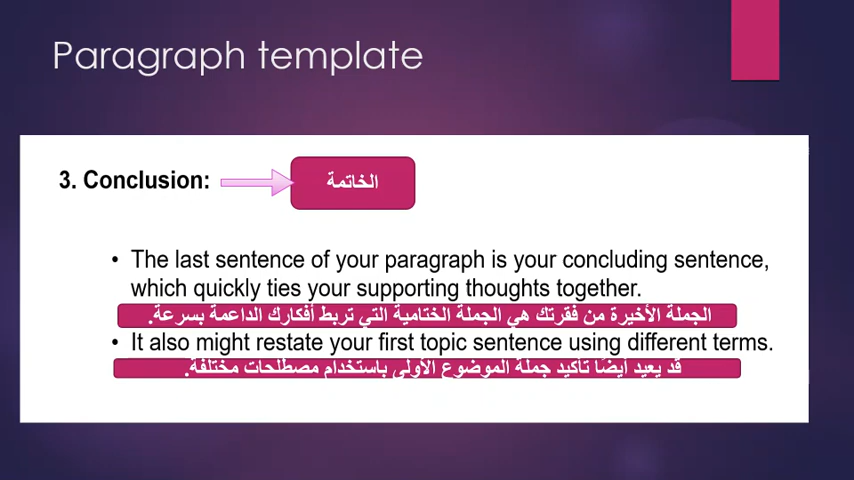 Paragraph template
3. Conclusion:
الخاتمة
• The last sentence of your paragraph is your concluding sentence,
which quickly ties your supporting thoughts together.
الجملة الأخيرة من فقرتك هي الجملة الختامية التي تربط أفكارك الداعمة بسرعة.
• It also might restate your first topic sentence using different terms.
قد يعيد أيضًا تأكيد جملة الموضوع الأولى باستخدام مصطلحات مختلفة.